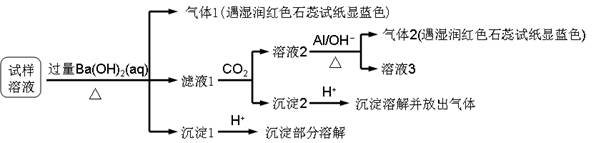 气体1(遇湿润红色石蕊试纸显蓝色)
试样
溶液
过量Ba(OH)₂(aq)
△
滤液1
CO₂
溶液2
Al/OH⁻
△
气体2(遇湿润红色石蕊试纸显蓝色)
溶液3
沉淀2
H⁺
△
沉淀溶解并放出气体
沉淀1
H⁺
沉淀部分溶解